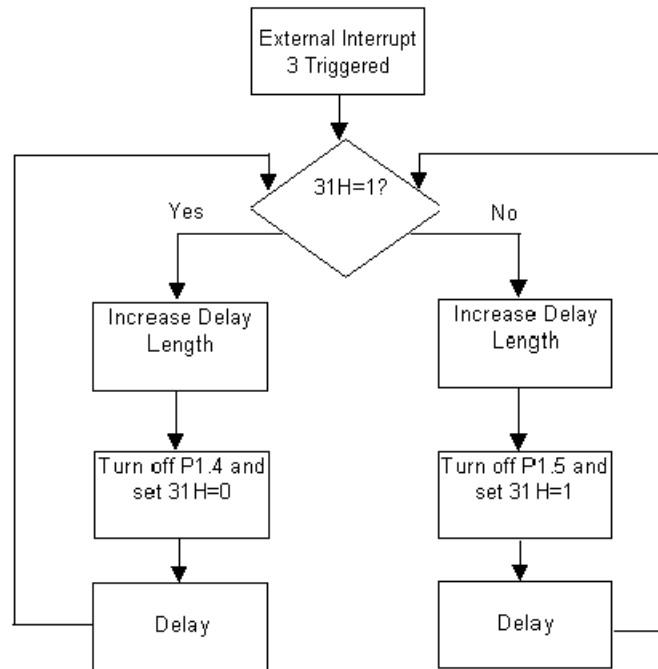 External Interrupt
3 Triggered
31H=1?
Yes
No
Increase Delay
Length
Increase Delay
Length
Turn off P1.4 and
set 31H=0
Turn off P1.5 and
set 31H=1
Delay
Delay